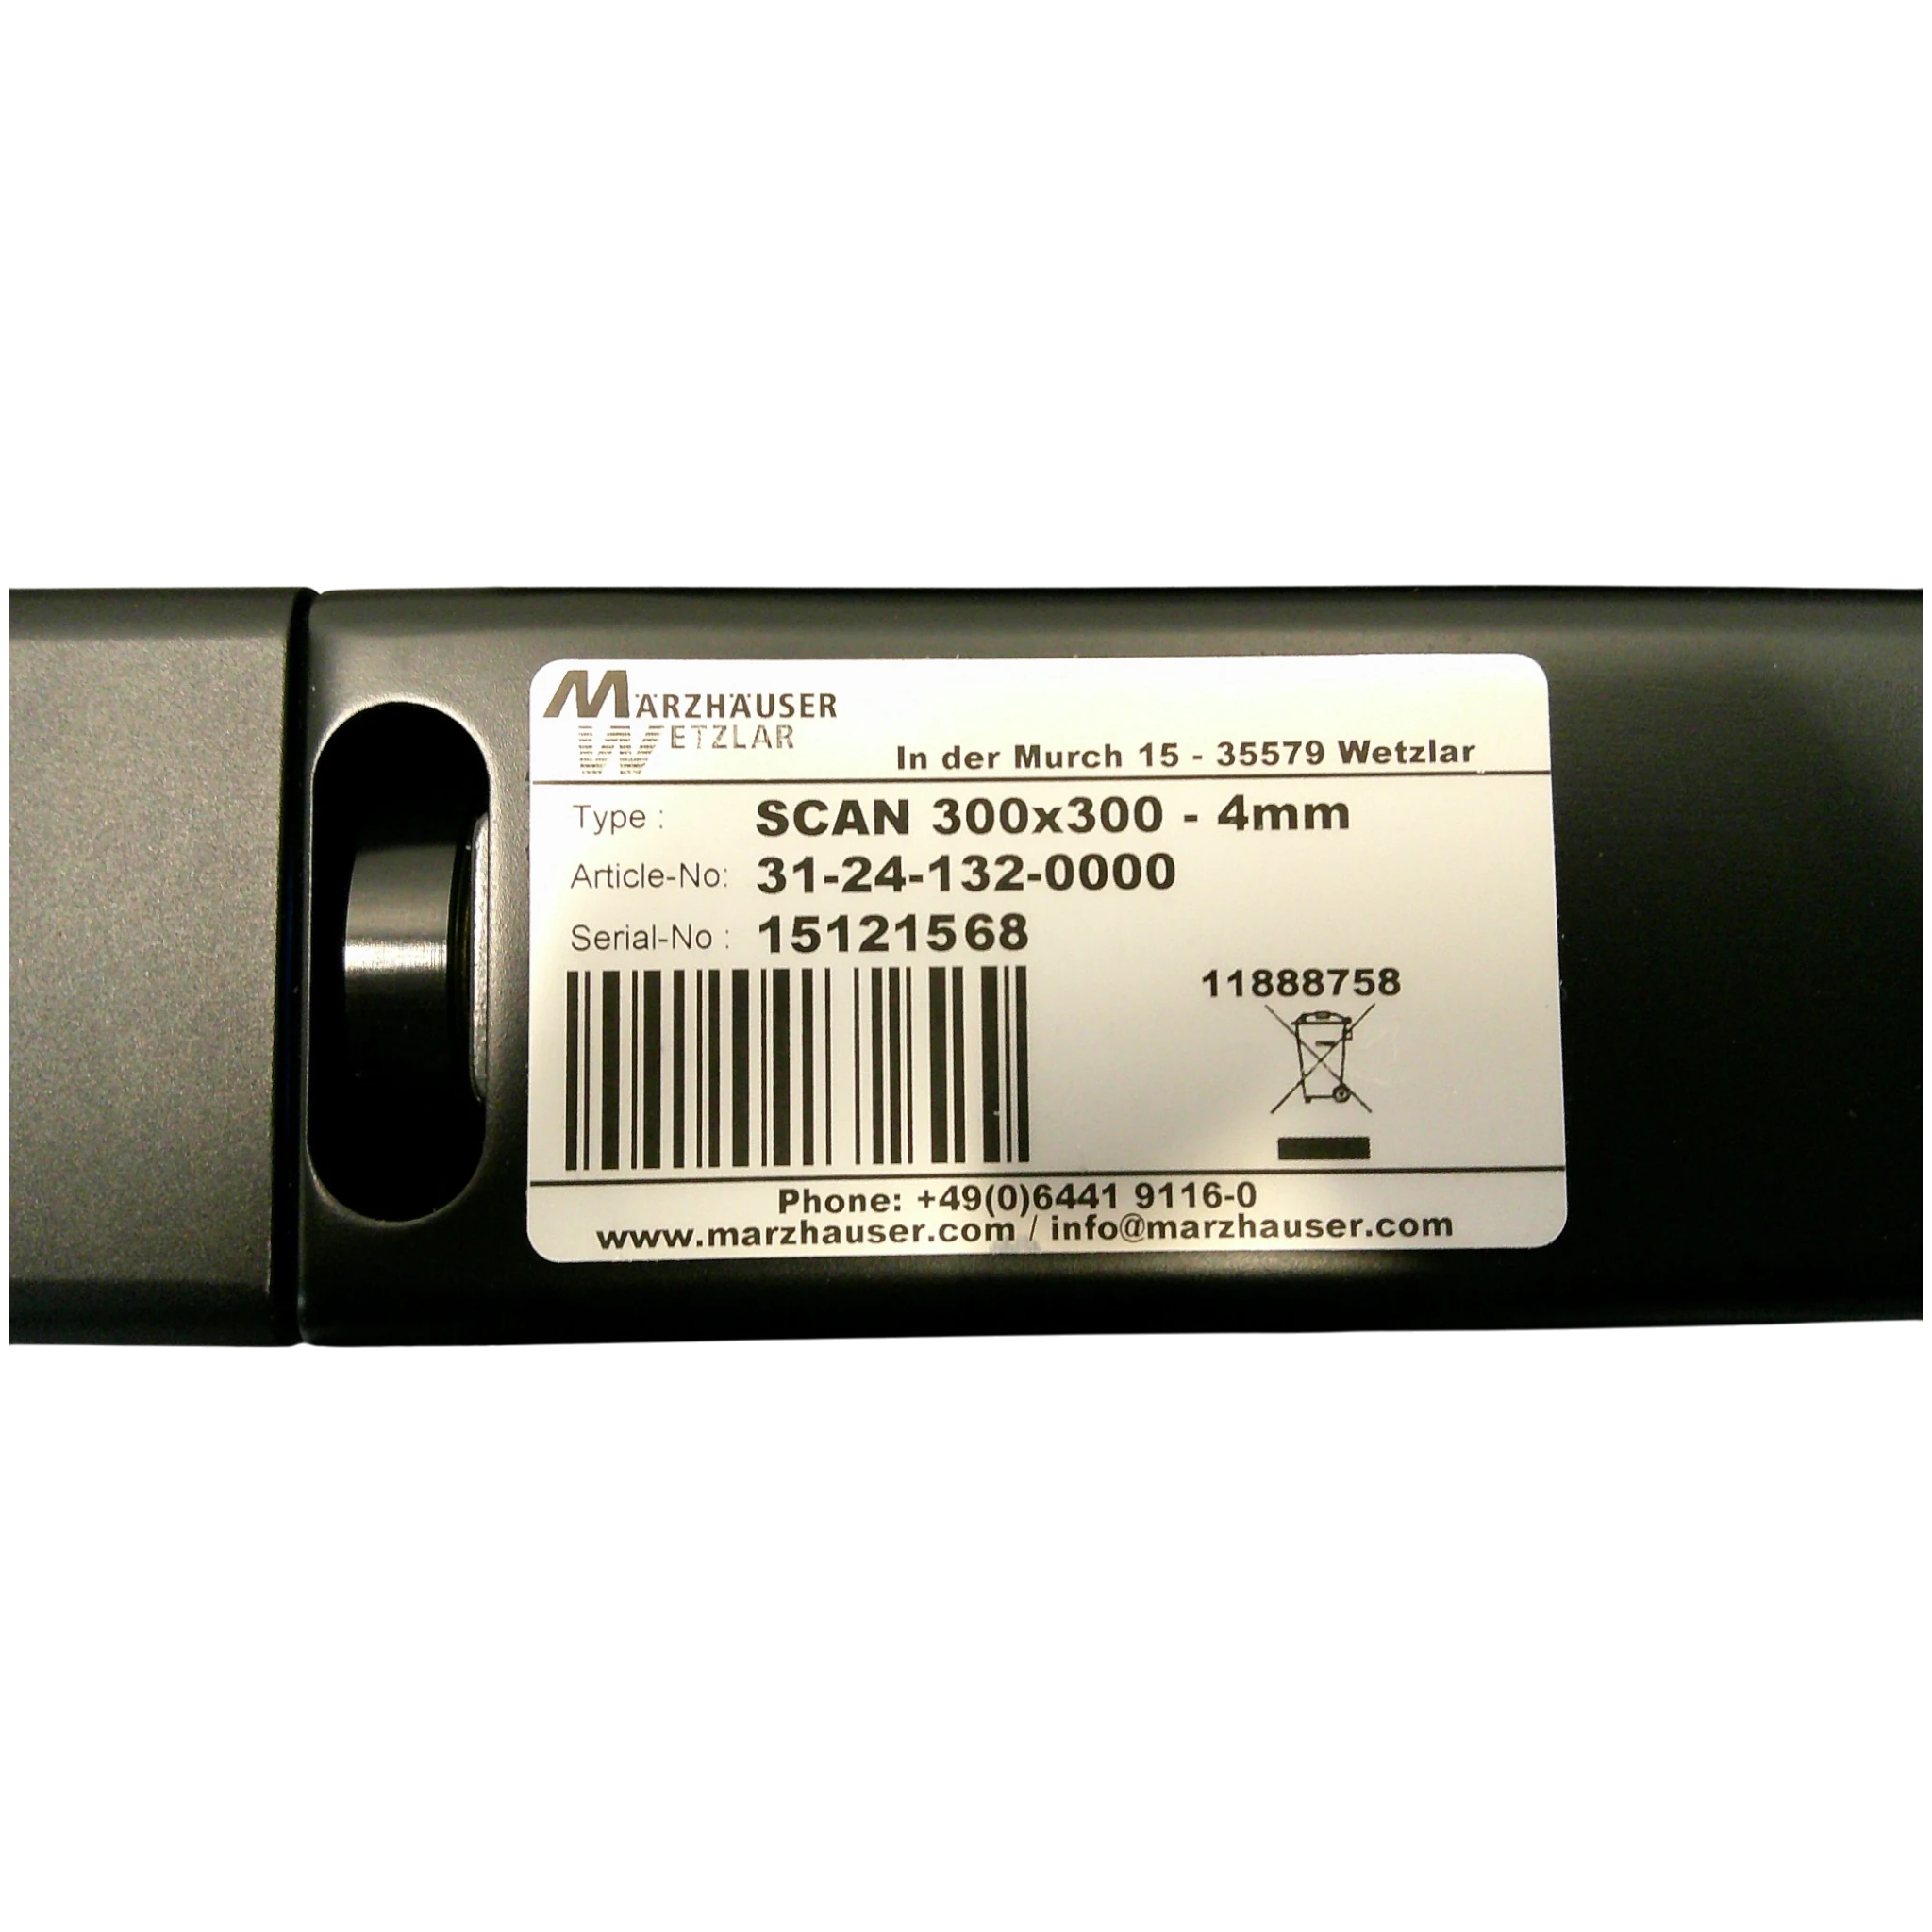 MÄRZHÄUSER
WETZLAR
In der Murch 15 - 35579 Wetzlar
Type : SCAN 300x300 - 4mm
Article-No: 31-24-132-0000
Serial-No : 15121568
11888758
Phone: +49(0)6441 9116-0
www.marzhauser.com / info@marzhauser.com